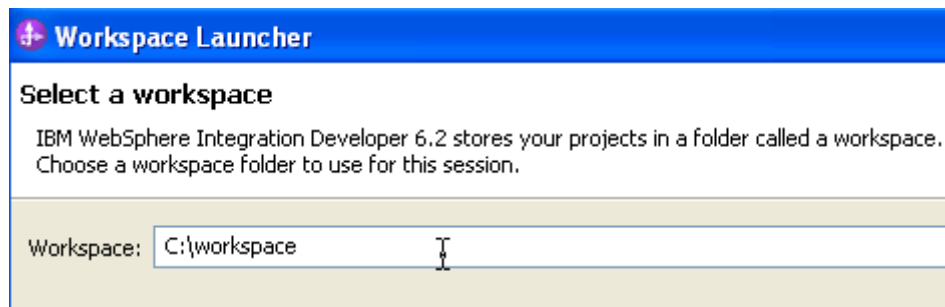 Workspace Launcher
Select a workspace
IBM WebSphere Integration Developer 6.2 stores your projects in a folder called a workspace.
Choose a workspace folder to use for this session.
Workspace: C:\workspace